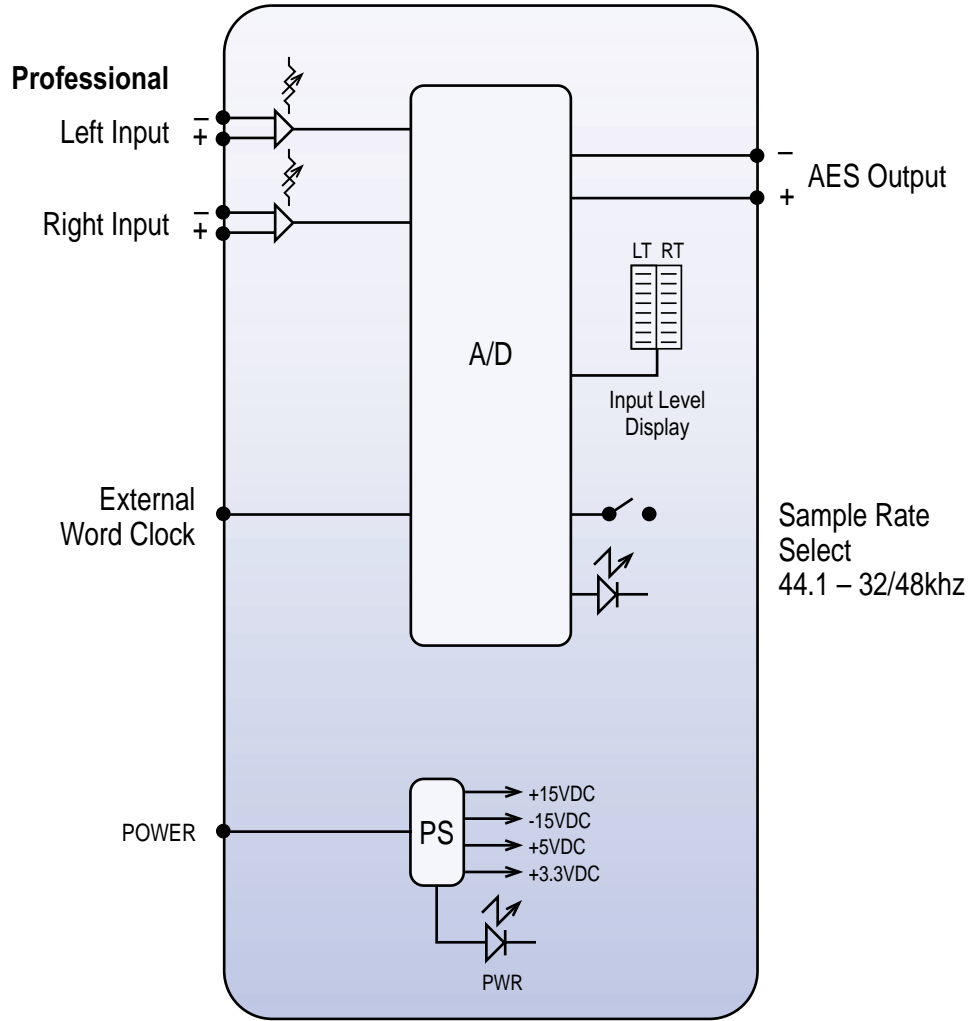 Professional
Left Input
–
+
Right Input
–
+
A/D
–
AES Output
+
LT RT
Input Level
Display
External
Word Clock
Sample Rate
Select
44.1 – 32/48khz
POWER
PS
+15VDC
-15VDC
+5VDC
+3.3VDC
PWR